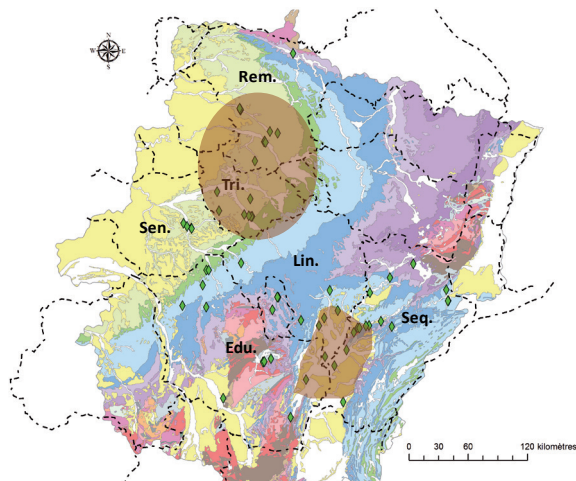 N
W E
S
Rem.
Tri.
Sen.
Lin.
Seq.
Edu.
0 30 60 120 kilomètres